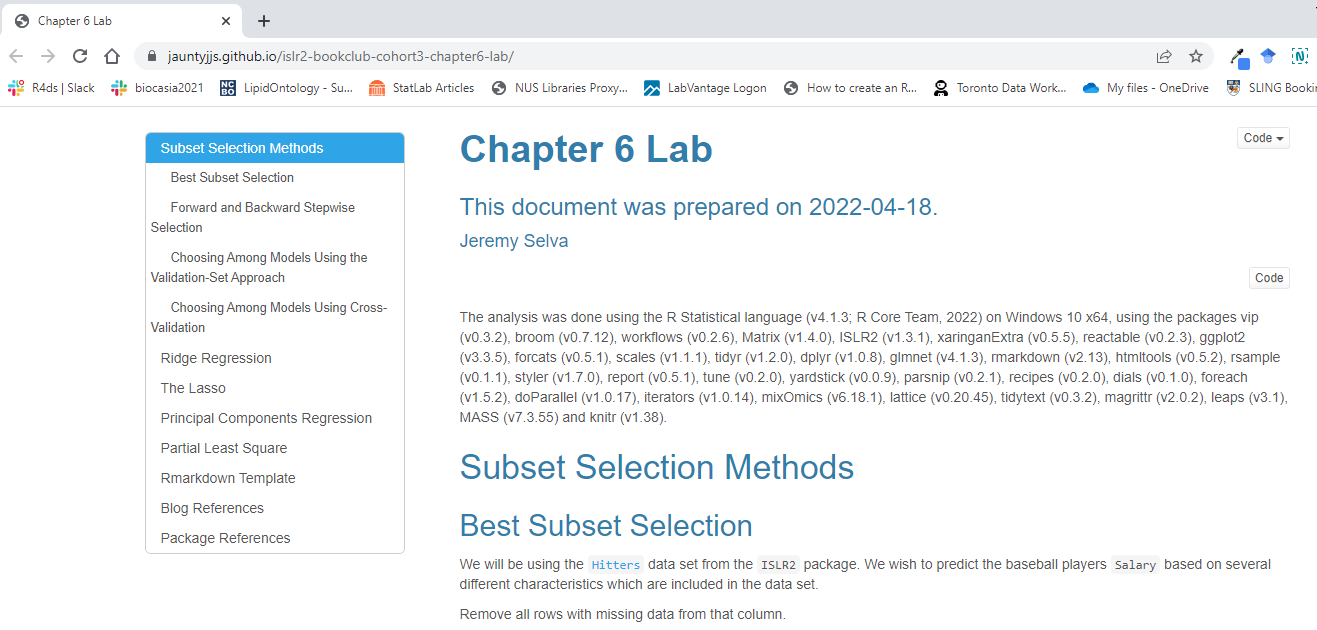 Chapter 6 Lab
jauntyjjs.github.io/islr2-bookclub-cohort3-chapter6-lab/
R4ds | Slack
biocasia2021
NC
BO
LipidOntology - Su...
StatLab Articles
NUS Libraries Proxy...
LabVantage Logon
How to create an R...
Toronto Data Work...
My files - OneDrive
SLING Bookin
Subset Selection Methods
Best Subset Selection
Forward and Backward Stepwise
Selection
Choosing Among Models Using the
Validation-Set Approach
Choosing Among Models Using Cross-
Validation
Ridge Regression
The Lasso
Principal Components Regression
Partial Least Square
Rmarkdown Template
Blog References
Package References
Chapter 6 Lab
Code
This document was prepared on 2022-04-18.
Jeremy Selva
Code
The analysis was done using the R Statistical language (v4.1.3; R Core Team, 2022) on Windows 10 x64, using the packages vip
(v0.3.2), broom (v0.7.12), workflows (v0.2.6), Matrix (v1.4.0), ISLR2 (v1.3.1), xaringanExtra (v0.5.5), reactable (v0.2.3), ggplot2
(v3.3.5), forcats (v0.5.1), scales (v1.1.1), tidyr (v1.2.0), dplyr (v1.0.8), glmnet (v4.1.3), rmarkdown (v2.13), htmltools (v0.5.2), rsample
(v0.1.1), styler (v1.7.0), report (v0.5.1), tune (v0.2.0), yardstick (v0.0.9), parsnip (v0.2.1), recipes (v0.2.0), dials (v0.1.0), foreach
(v1.5.2), doParallel (v1.0.17), iterators (v1.0.14), mixOmics (v6.18.1), lattice (v0.20.45), tidytext (v0.3.2), magrittr (v2.0.2), leaps (v3.1),
MASS (v7.3.55) and knitr (v1.38).
Subset Selection Methods
Best Subset Selection
We will be using the Hitters data set from the ISLR2 package. We wish to predict the baseball players Salary based on several
different characteristics which are included in the data set.
Remove all rows with missing data from that column.